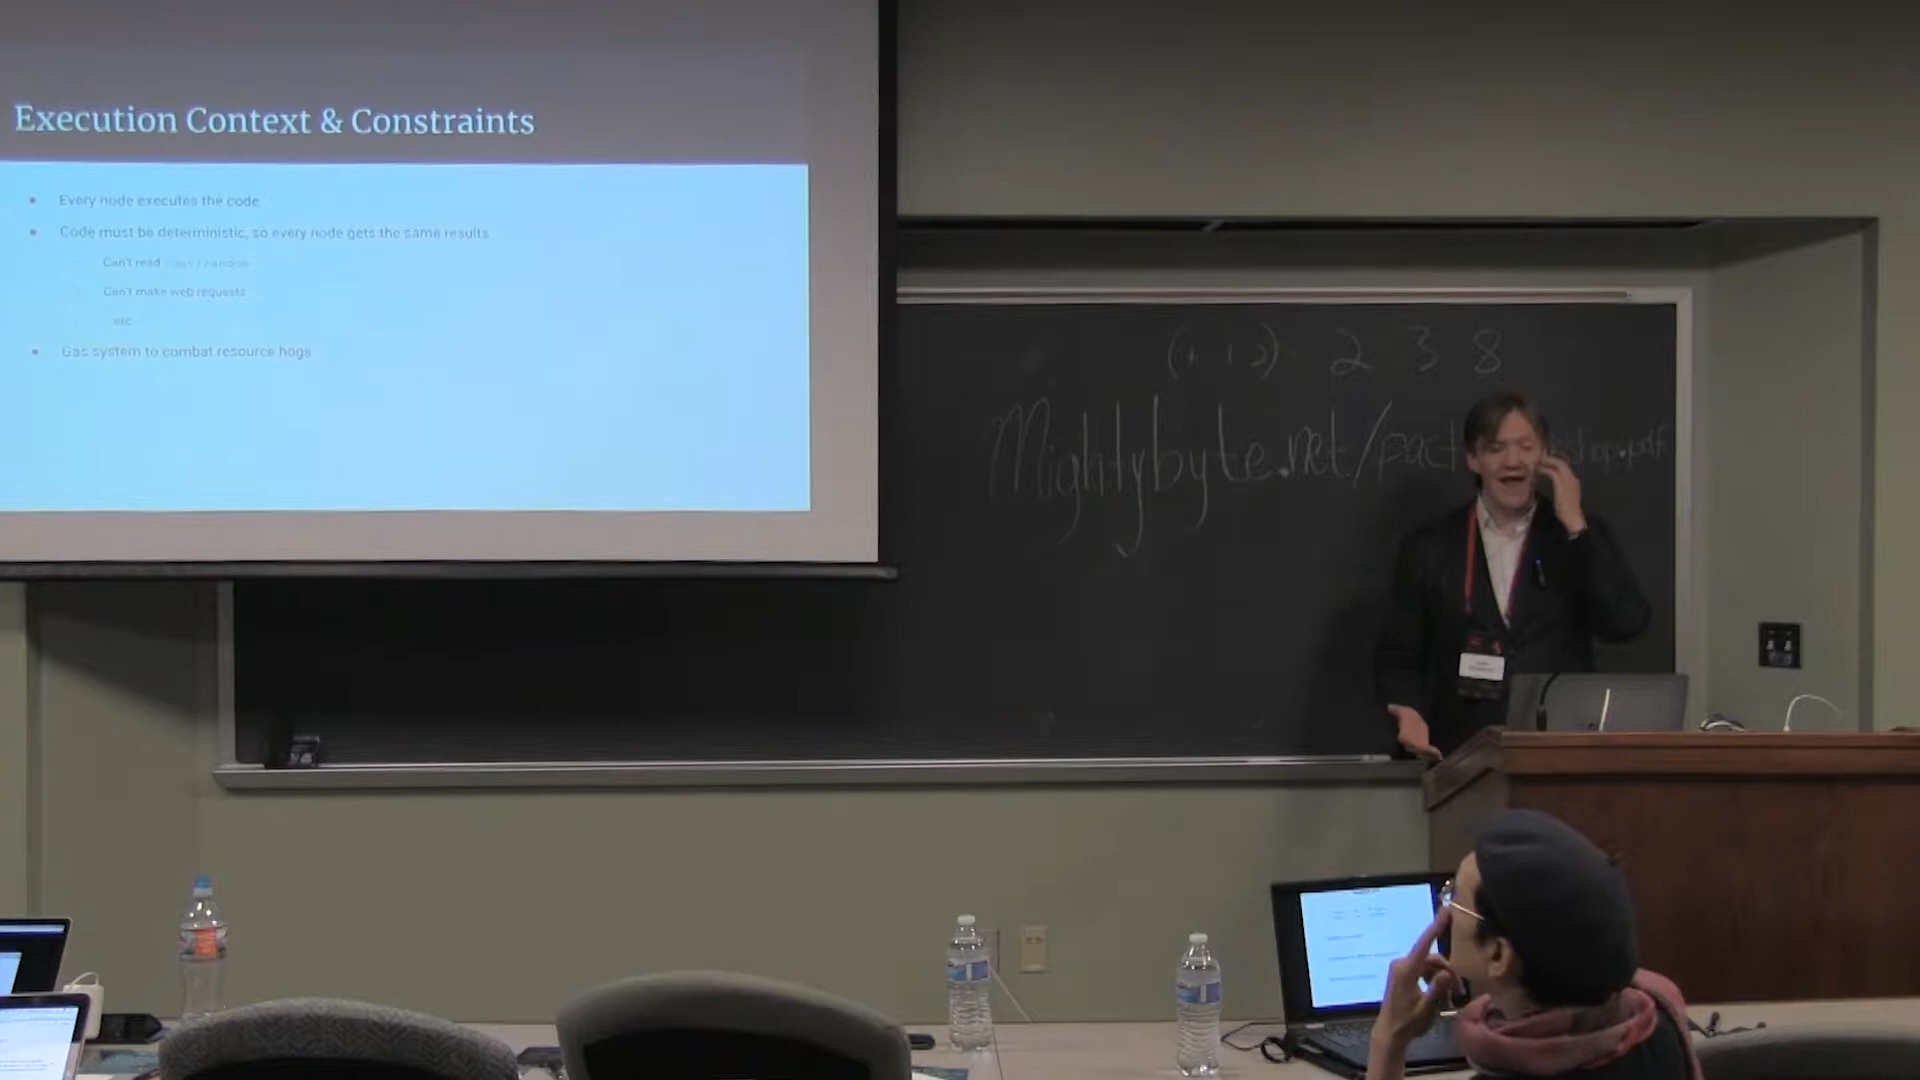 Execution Context & Constraints
Every node executes the code
Code must be deterministic, so every node gets the same results
Can't read /dev/random
Can't make web requests
etc
Gas system to combat resource hogs
2 3 8
Mightybyte.net/pact